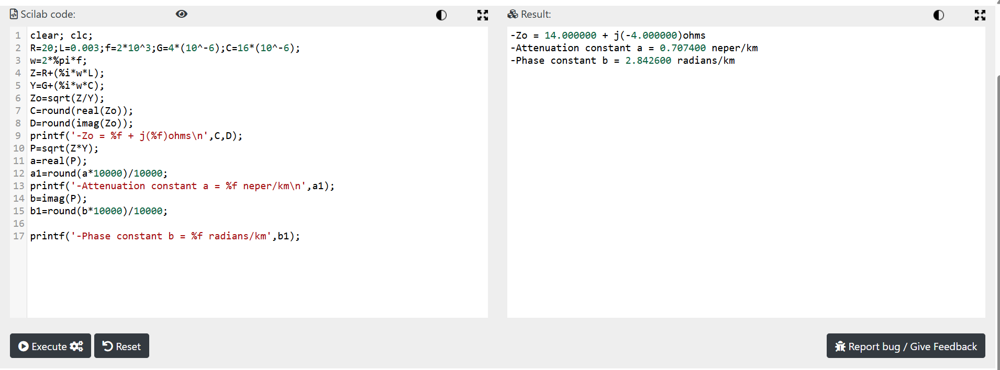 Scilab code:
1 clear; clc;
2 R=20;L=0.003;f=2*10^3;G=4*(10^-6);C=16*(10^-6);
3 w=2*%pi*f;
4 Z=R+(%i*w*L);
5 Y=G+(%i*w*C);
6 Zo=sqrt(Z/Y);
7 C=round(real(Zo));
8 D=round(imag(Zo));
9 printf('-Zo = %f + j(%f)ohms\n',C,D);
10 P=sqrt(Z*Y);
11 a=real(P);
12 a1=round(a*10000)/10000;
13 printf('-Attenuation constant a = %f neper/km\n',a1);
14 b=imag(P);
15 b1=round(b*10000)/10000;
16
17 printf('-Phase constant b = %f radians/km',b1);
Execute
Reset
Result:
-Zo = 14.000000 + j(-4.000000)ohms
-Attenuation constant a = 0.707400 neper/km
-Phase constant b = 2.842600 radians/km
Report bug / Give Feedback